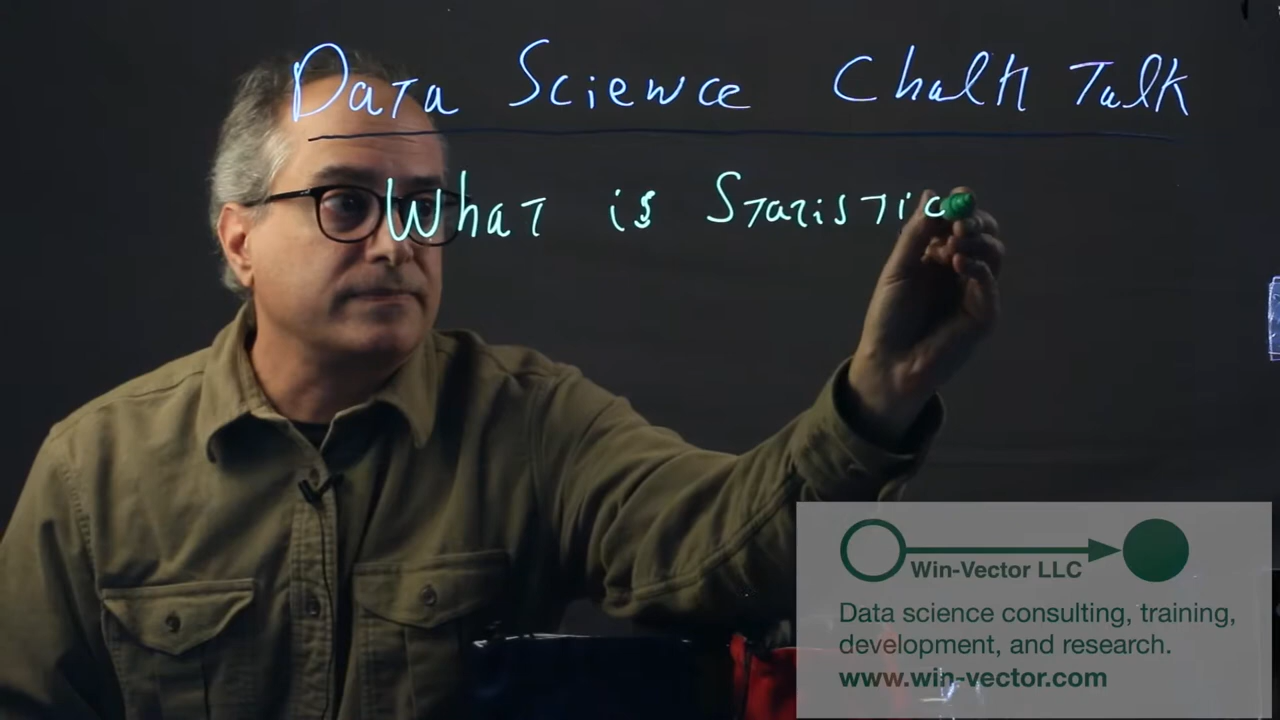 Data Science Chalk Talk
What is Statistic
Win-Vector LLC
Data science consulting, training,
development, and research.
www.win-vector.com